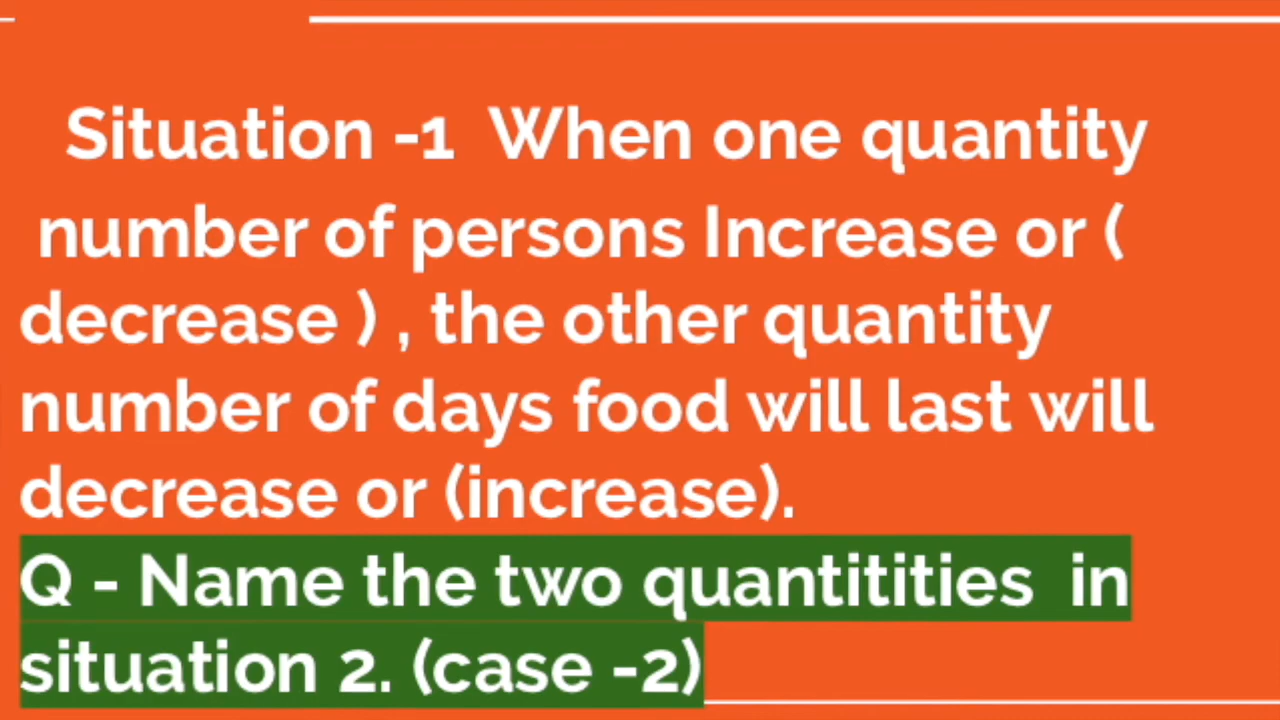 Situation -1 When one quantity
number of persons Increase or (
decrease ) , the other quantity
number of days food will last will
decrease or (increase).
Q - Name the two quantitities in
situation 2. (case -2)